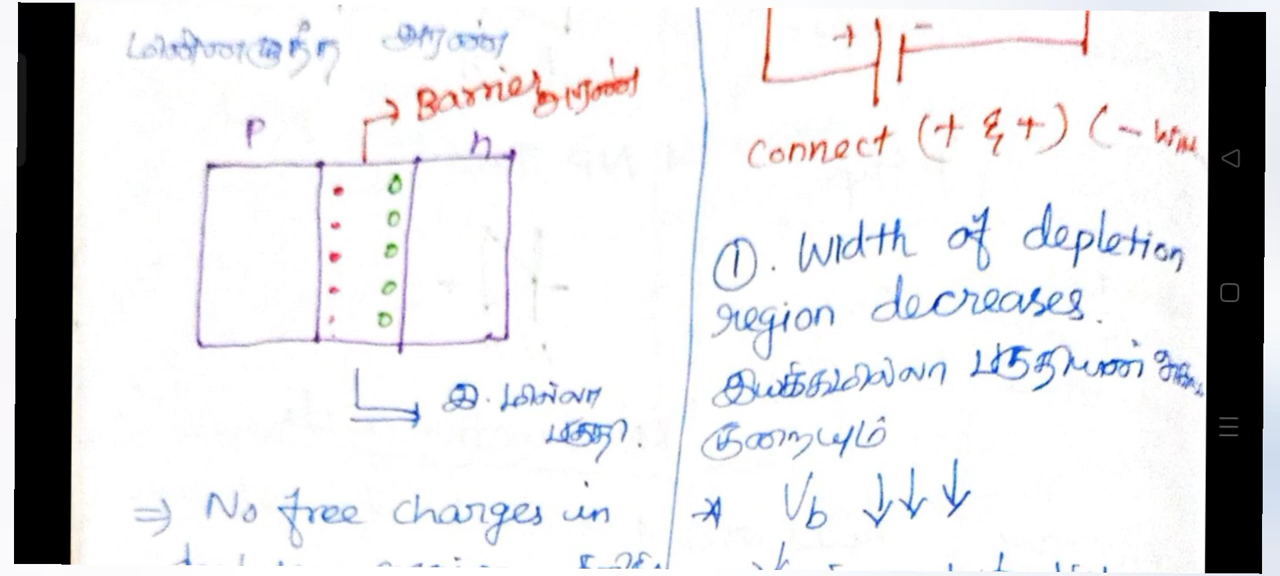 மின்னழுத்த அரண்
Barrier அரண்
P
n
இ. மில்லா
பகுதி.
⇒ No free charges in
+ -
Connect (+ & +) (-
①. Width of depletion
region decreases.
இயக்கமில்லா பகுதியின்
குறையும்
* Vb ↓↓↓